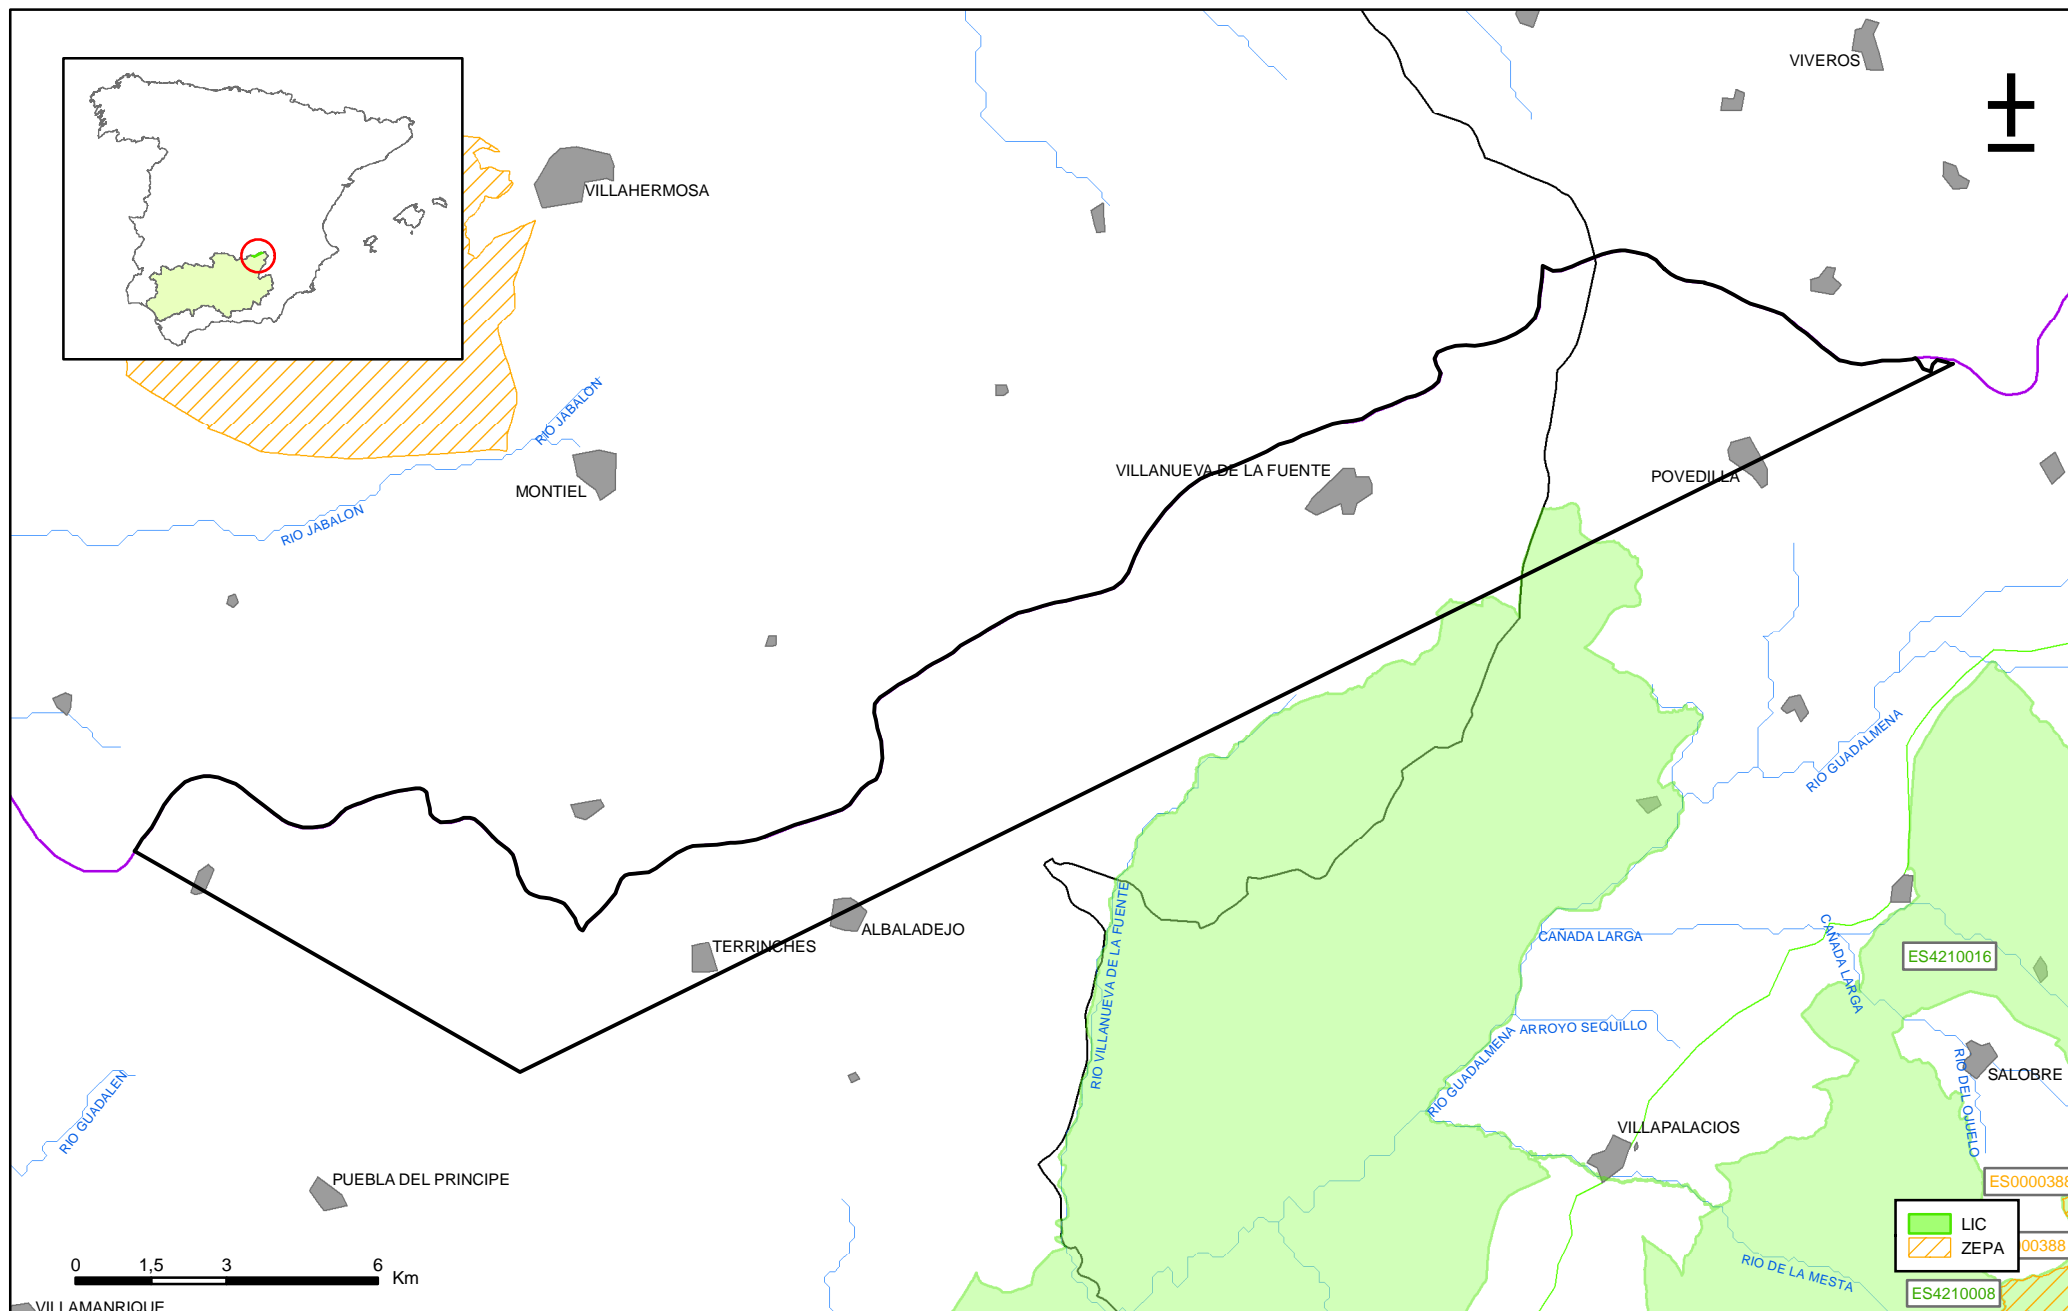 VIVEROS
VILLAHERMOSA
RIO JABALON
VILLANUEVA DE LA FUENTE
POVEDILLA
MONTIEL
RIO JABALON
RIO GUADALMENA
RIO VILLANUEVA DE LA FUENTE
ALBALADEJO
TERRINCHES
CAÑADA LARGA
CAÑADA LARGA
ES4210016
ARROYO SEQUILLO
RIO GUADALMENA
RIO DEL OJUELO
SALOBRE
RIO GUADALEN
VILLAPALACIOS
PUEBLA DEL PRINCIPE
ES0000388
LIC
ZEPA
00388
RIO DE LA MESTA
ES4210008
0 1,5 3 6 Km
VILLAMANRIQUE